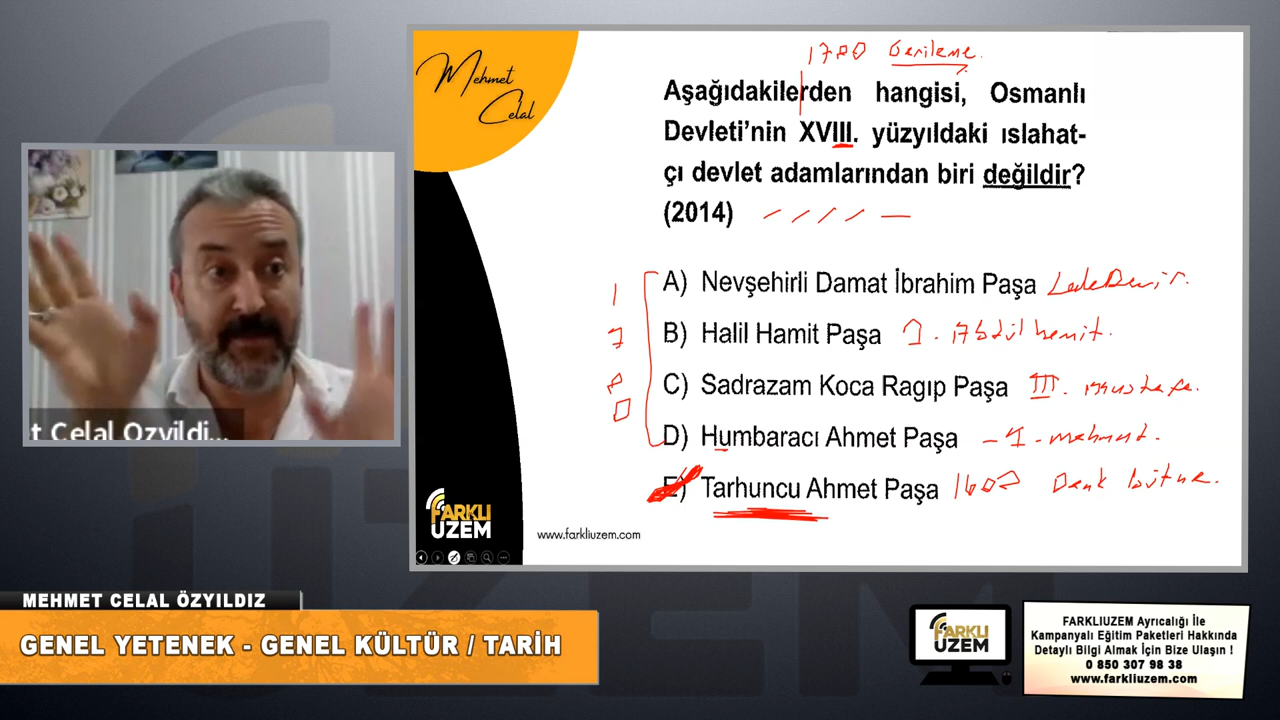 Mehmet
Celal
1700 Gerileme.
Aşağıdakilerden hangisi, Osmanlı
Devleti'nin XVIII. yüzyıldaki ıslahat-
çı devlet adamlarından biri değildir?
(2014)
A) Nevşehirli Damat İbrahim Paşa Lale Devir.
B) Halil Hamit Paşa 1. Abdülhamit.
C) Sadrazam Koca Ragıp Paşa III. mustafa.
D) Humbaracı Ahmet Paşa - 1. mahmut.
E) Tarhuncu Ahmet Paşa 1600 Denk bütçe.
1
7
0
0
t Celal Ozyildi...
FARKLI
UZEM
www.farkliuzem.com
MEHMET CELAL ÖZYILDIZ
GENEL YETENEK - GENEL KÜLTÜR / TARİH
FARKLI
UZEM
FARKLIUZEM Ayrıcalığı İle
Kampanyalı Eğitim Paketleri Hakkında
Detaylı Bilgi Almak İçin Bize Ulaşın !
0 850 307 98 38
www.farkliuzem.com